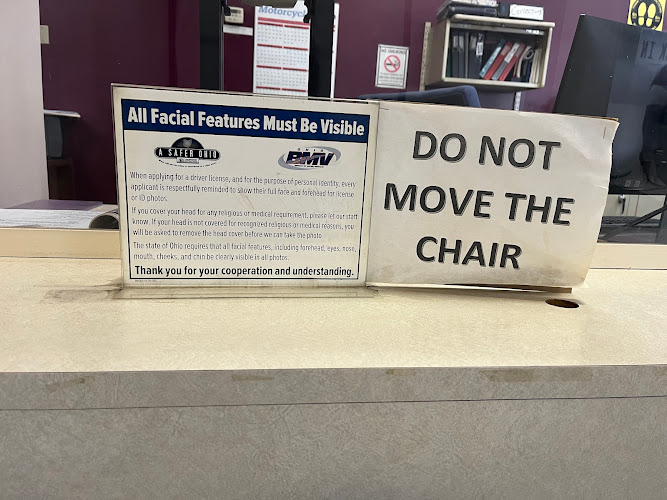 Motorcycl
All Facial Features Must Be Visible
A SAFER OHIO
OHIO
BMV
When applying for a driver license, and for the purpose of personal identity, every
applicant is respectfully reminded to show their full face and forehead for license
or ID photos.
If you cover your head for any religious or medical requirement, please let our staff
know. If your head is not covered for recognized religious or medical reasons, you
will be asked to remove the head cover before we can take the photo.
The state of Ohio requires that all facial features, including forehead, eyes, nose,
mouth, cheeks, and chin be clearly visible in all photos.
Thank you for your cooperation and understanding.
DO NOT
MOVE THE
CHAIR